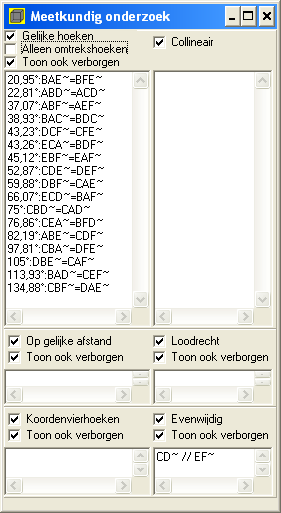 Meetkundig onderzoek
Gelijke hoeken
Alleen omtrekshoeken
Toon ook verborgen
Collineair
20,95°:BAE~=BFE~
22,81°:ABD~=ACD~
37,07°:ABF~=AEF~
38,93°:BAC~=BDC~
43,23°:DCF~=CFE~
43,26°:ECA~=BDF~
45,12°:EBF~=EAF~
52,87°:CDE~=DEF~
59,88°:DBF~=CAE~
66,07°:ECD~=BAF~
75°:CBD~=CAD~
76,86°:CEA~=BFD~
82,19°:ABE~=CDF~
97,81°:CBA~=DFE~
105°:DBE~=CAF~
113,93°:BAD~=CEF~
134,88°:CBF~=DAE~
Op gelijke afstand
Toon ook verborgen
Loodrecht
Toon ook verborgen
Koordenvierhoeken
Toon ook verborgen
Evenwijdig
Toon ook verborgen
CD~ // EF~